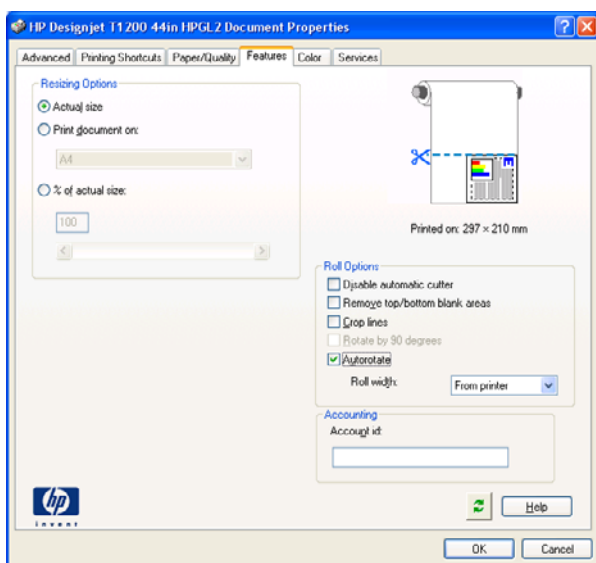 HP Designjet T1200 44in HPGL2 Document Properties
Advanced Printing Shortcuts Paper/Quality Features Color Services
Resizing Options
Actual size
Print document on:
A4
% of actual size:
100
Printed on: 297 × 210 mm
Roll Options
Disable automatic cutter
Remove top/bottom blank areas
Crop lines
Rotate by 90 degrees
Autorotate
Roll width: From printer
Accounting
Account id:
hp
invent
Help
OK Cancel